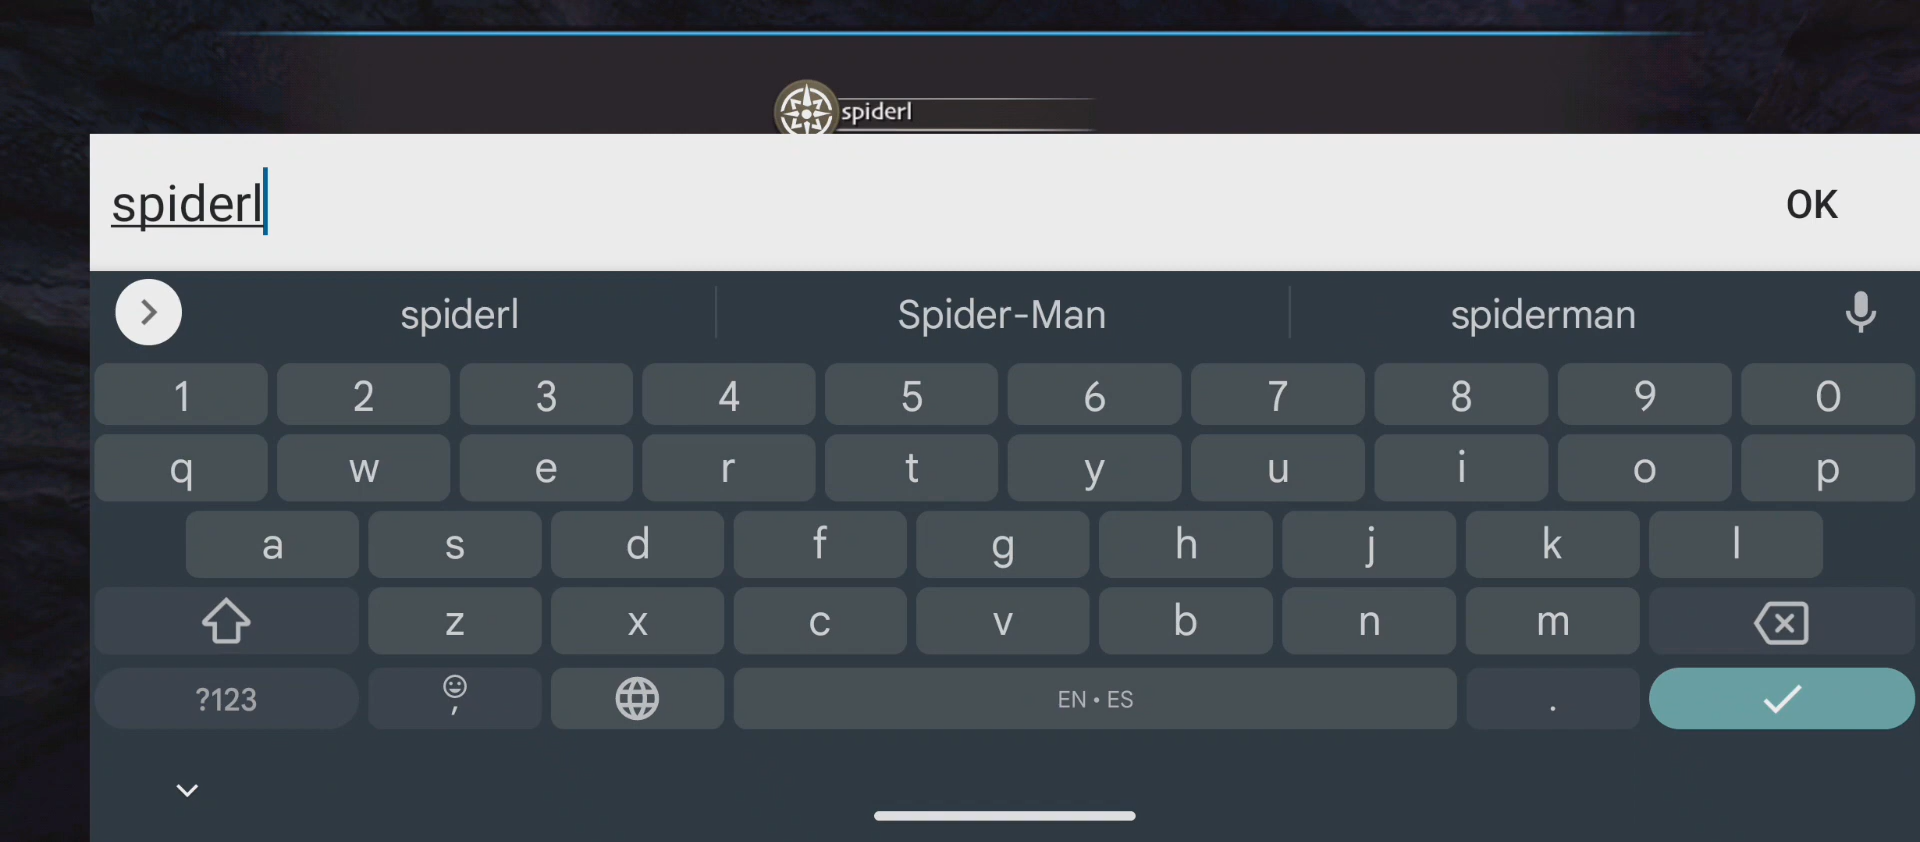 spiderl
spiderl
OK
spiderl Spider-Man spiderman
1 2 3 4 5 6 7 8 9 0
q w e r t y u i o p
a s d f g h j k l
z x c v b n m
?123 , EN • ES .